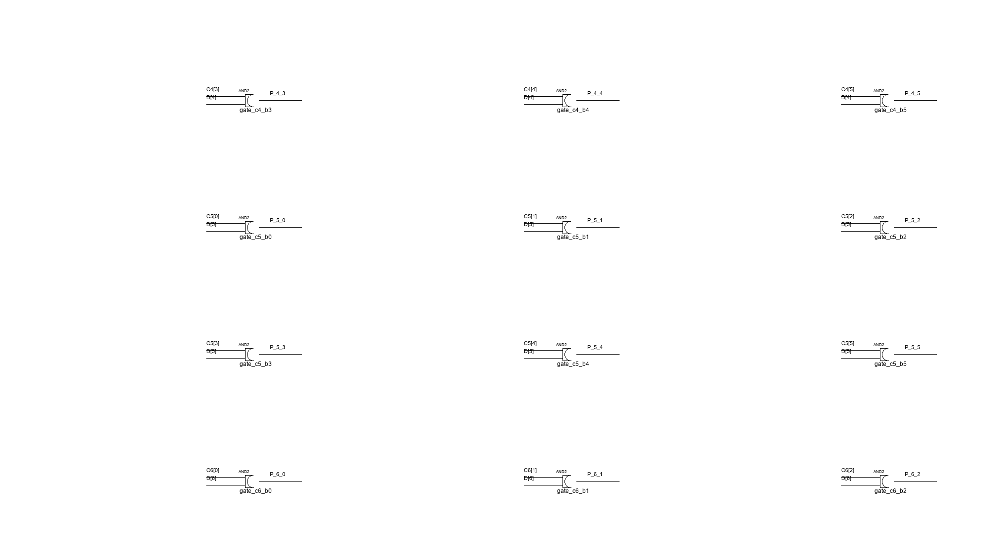 C4[3] AND2 P_4_3
D[4]
gate_c4_b3
C4[4] AND2 P_4_4
D[4]
gate_c4_b4
C4[5] AND2 P_4_5
D[4]
gate_c4_b5
C5[0] AND2 P_5_0
D[5]
gate_c5_b0
C5[1] AND2 P_5_1
D[5]
gate_c5_b1
C5[2] AND2 P_5_2
D[5]
gate_c5_b2
C5[3] AND2 P_5_3
D[5]
gate_c5_b3
C5[4] AND2 P_5_4
D[5]
gate_c5_b4
C5[5] AND2 P_5_5
D[5]
gate_c5_b5
C6[0] AND2 P_6_0
D[6]
gate_c6_b0
C6[1] AND2 P_6_1
D[6]
gate_c6_b1
C6[2] AND2 P_6_2
D[6]
gate_c6_b2